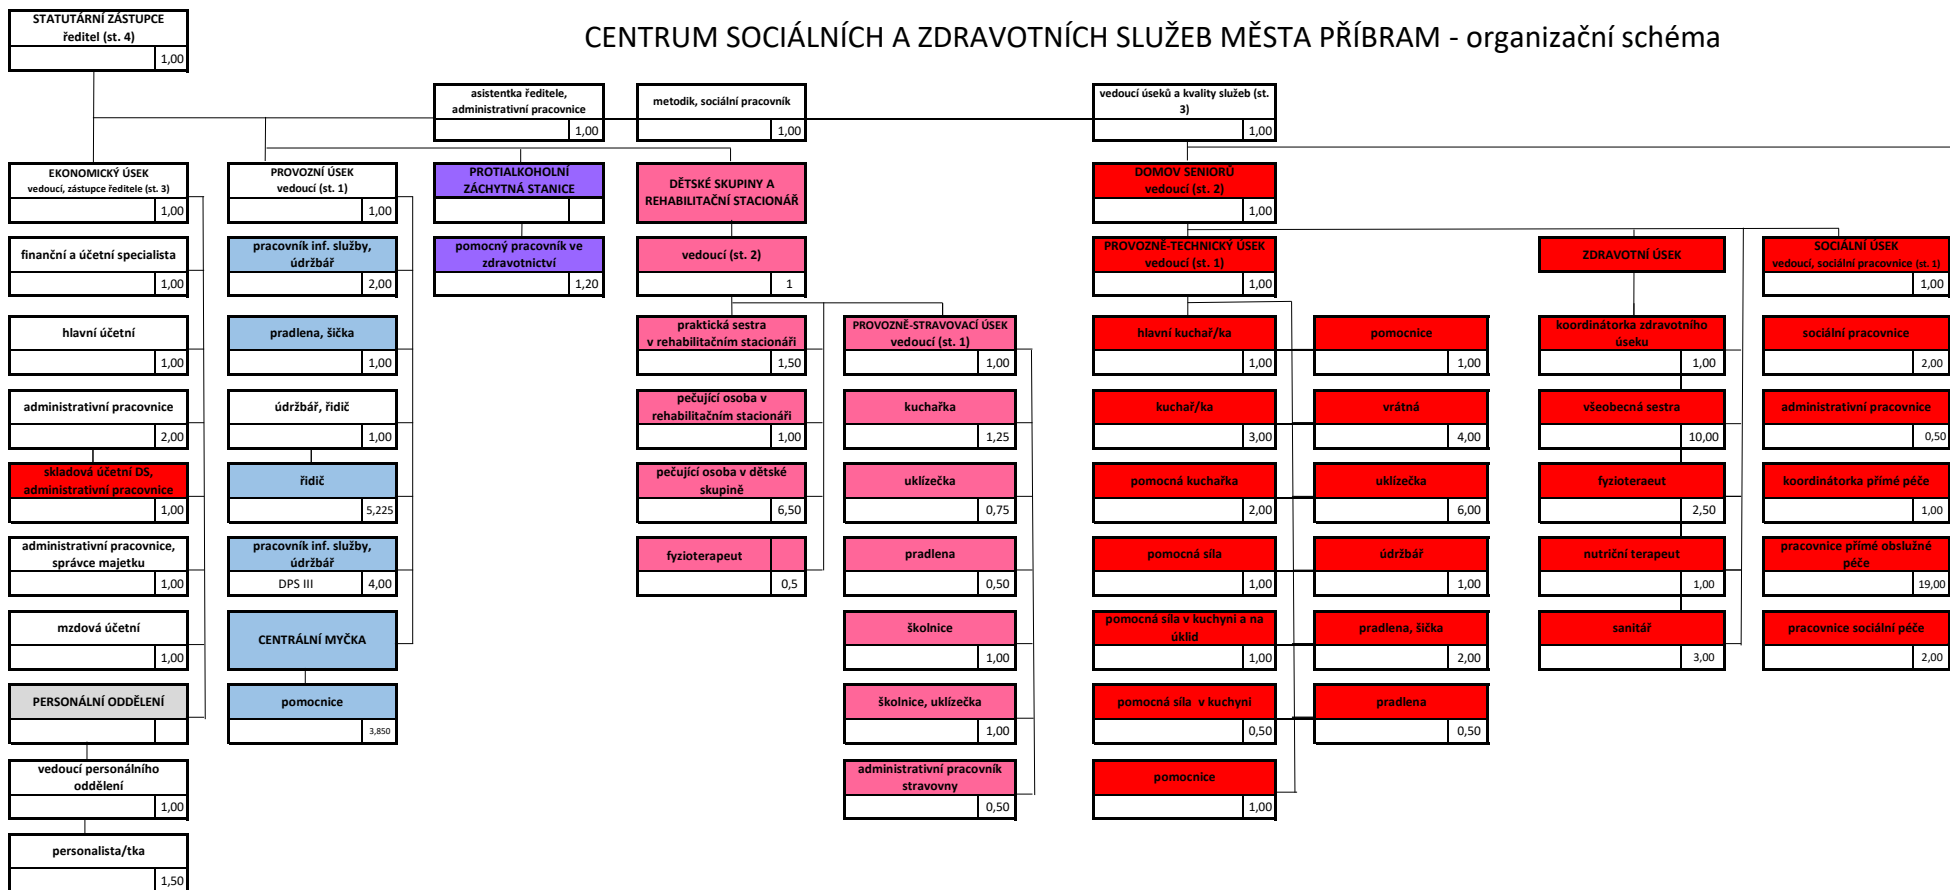 STATUTÁRNÍ ZÁSTUPCE
ředitel (st. 4)
1,00
CENTRUM SOCIÁLNÍCH A ZDRAVOTNÍCH SLUŽEB MĚSTA PŘÍBRAM - organizační schéma
asistentka ředitele,
administrativní pracovnice
1,00
metodik, sociální pracovník
1,00
vedoucí úseků a kvality služeb (st.
3)
1,00
EKONOMICKÝ ÚSEK
vedoucí, zástupce ředitele (st. 3)
1,00
finanční a účetní specialista
1,00
hlavní účetní
1,00
administrativní pracovnice
2,00
skladová účetní DS,
administrativní pracovnice
1,00
administrativní pracovnice,
správce majetku
1,00
mzdová účetní
1,00
PERSONÁLNÍ ODDĚLENÍ
vedoucí personálního
oddělení
1,00
personalista/tka
1,50
PROVOZNÍ ÚSEK
vedoucí (st. 1)
1,00
pracovník inf. služby,
údržbář
2,00
pradlena, šička
1,00
údržbář, řidič
1,00
řidič
5,225
pracovník inf. služby,
údržbář
DPS III 4,00
CENTRÁLNÍ MYČKA
pomocnice
3,850
PROTIALKOHOLNÍ
ZÁCHYTNÁ STANICE
pomocný pracovník ve
zdravotnictví
1,20
DĚTSKÉ SKUPINY A
REHABILITAČNÍ STACIONÁŘ
vedoucí (st. 2)
1
praktická sestra
v rehabilitačním stacionáři
1,50
pečující osoba v
rehabilitačním stacionáři
1,00
pečující osoba v dětské
skupině
6,50
fyzioterapeut
0,5
PROVOZNĚ-STRAVOVACÍ ÚSEK
vedoucí (st. 1)
1,00
kuchařka
1,25
uklízečka
0,75
pradlena
0,50
školnice
1,00
školnice, uklízečka
1,00
administrativní pracovník
stravovny
0,50
DOMOV SENIORŮ
vedoucí (st. 2)
1,00
PROVOZNĚ-TECHNICKÝ ÚSEK
vedoucí (st. 1)
1,00
hlavní kuchař/ka
1,00
kuchař/ka
3,00
pomocná kuchařka
2,00
pomocná síla
1,00
pomocná síla v kuchyni a na
úklid
1,00
pomocná síla v kuchyni
0,50
pomocnice
1,00
pomocnice
1,00
vrátná
4,00
uklízečka
6,00
údržbář
1,00
pradlena, šička
2,00
pradlena
0,50
ZDRAVOTNÍ ÚSEK
koordinátorka zdravotního
úseku
1,00
všeobecná sestra
10,00
fyzioteraeut
2,50
nutriční terapeut
1,00
sanitář
3,00
SOCIÁLNÍ ÚSEK
vedoucí, sociální pracovnice (st. 1)
1,00
sociální pracovnice
2,00
administrativní pracovnice
0,50
koordinátorka přímé péče
1,00
pracovnice přímé obslužné
péče
19,00
pracovnice sociální péče
2,00